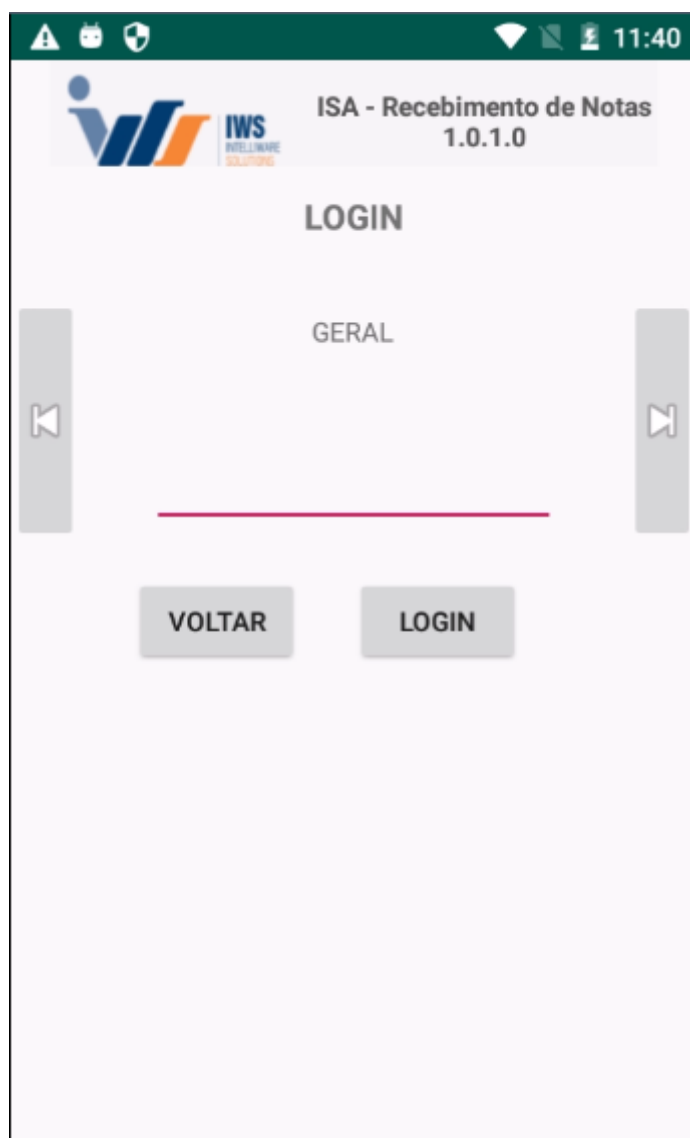 11:40
IWS
INTELLIWARE
SOLUTIONS
ISA - Recebimento de Notas
1.0.1.0
LOGIN
GERAL
VOLTAR
LOGIN